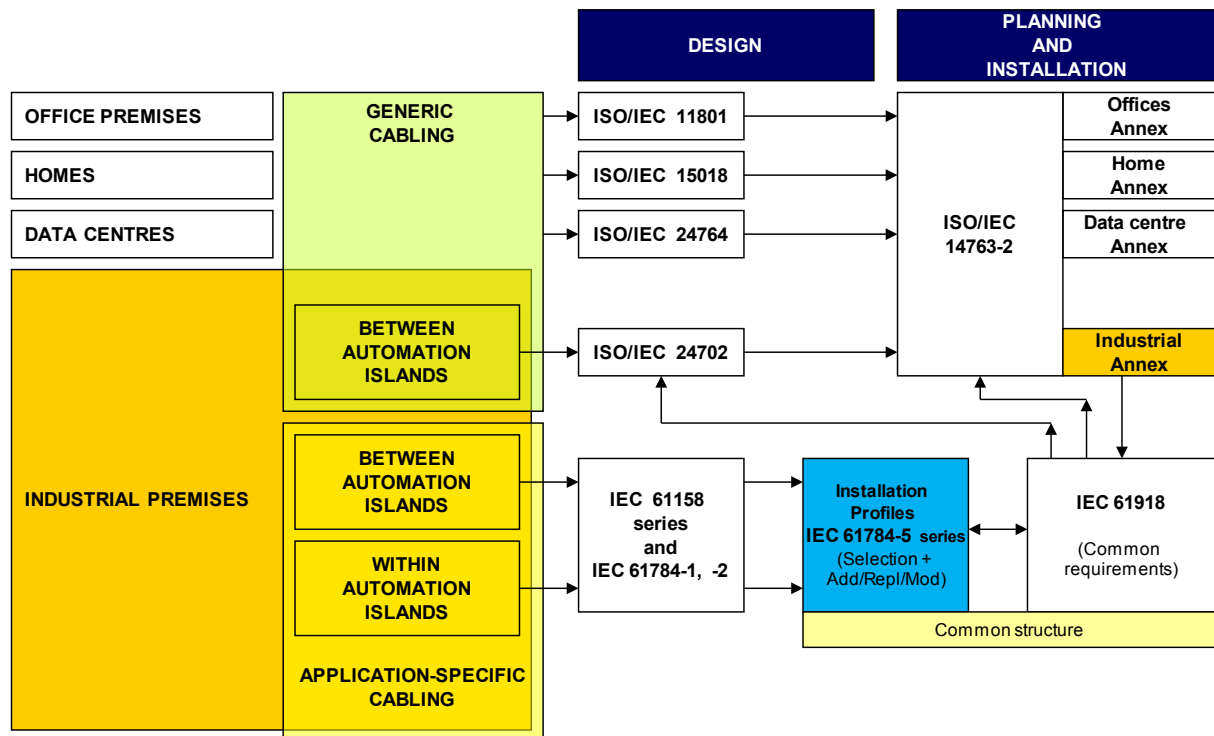 DESIGN
PLANNING
AND
INSTALLATION
OFFICE PREMISES
GENERIC
CABLING
ISO/IEC 11801
Offices
Annex
HOMES
ISO/IEC 15018
Home
Annex
DATA CENTRES
ISO/IEC 24764
ISO/IEC
14763-2
Data centre
Annex
BETWEEN
AUTOMATION
ISLANDS
ISO/IEC 24702
Industrial
Annex
INDUSTRIAL PREMISES
BETWEEN
AUTOMATION
ISLANDS
WITHIN
AUTOMATION
ISLANDS
APPLICATION-SPECIFIC
CABLING
IEC 61158
series
and
IEC 61784-1, -2
Installation
Profiles
IEC 61784-5 series
(Selection +
Add/Repl/Mod)
IEC 61918
(Common
requirements)
Common structure